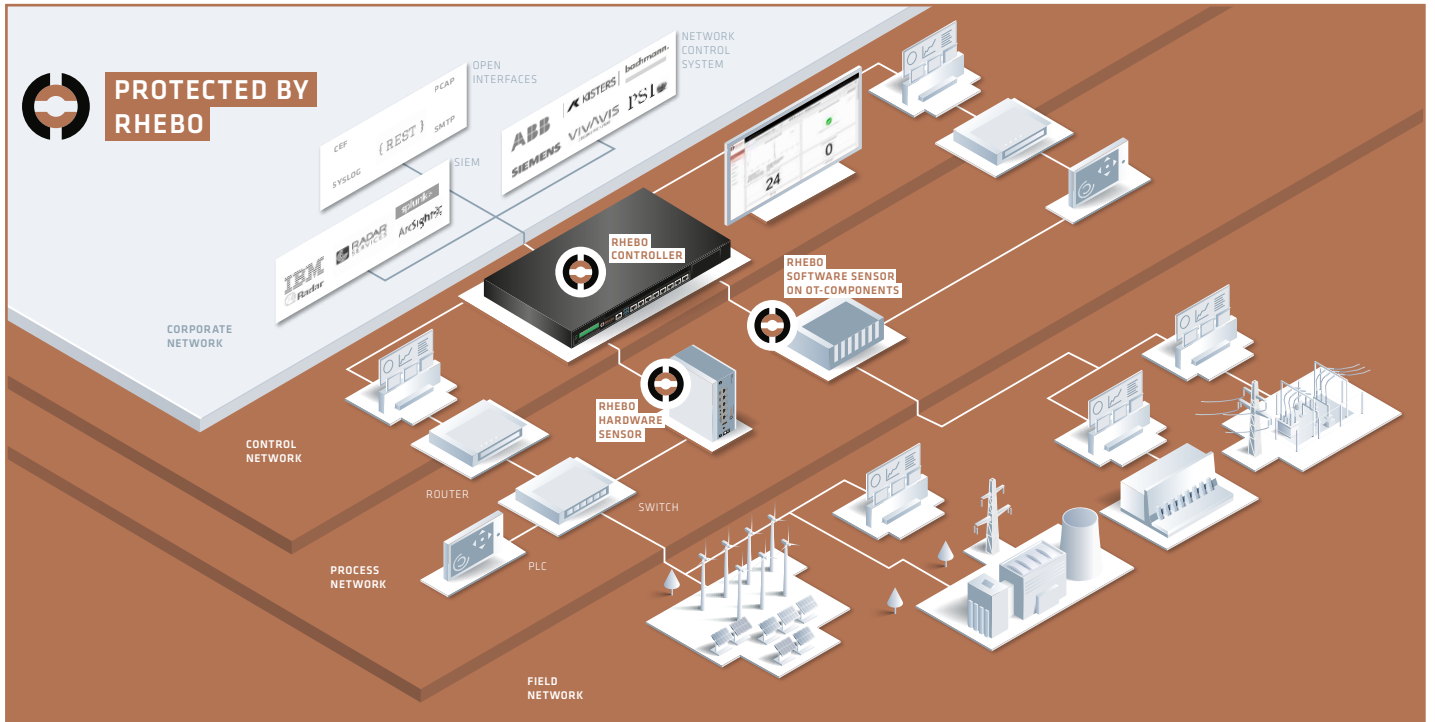 PROTECTED BY
RHEBO
OPEN
INTERFACES
PCAP
CEF
{REST}
SMTP
SYSLOG
NETWORK
CONTROL
SYSTEM
ABB
KISTERS
bachmann.
SIEMENS
VIVAVIS
PSI
SIEM
IBM
Radar
RADAR
SERVICES
splunk>
ArcSight
24
0
RHEBO
CONTROLLER
RHEBO
SOFTWARE SENSOR
ON OT-COMPONENTS
RHEBO
HARDWARE
SENSOR
CORPORATE
NETWORK
CONTROL
NETWORK
ROUTER
SWITCH
PROCESS
NETWORK
PLC
FIELD
NETWORK